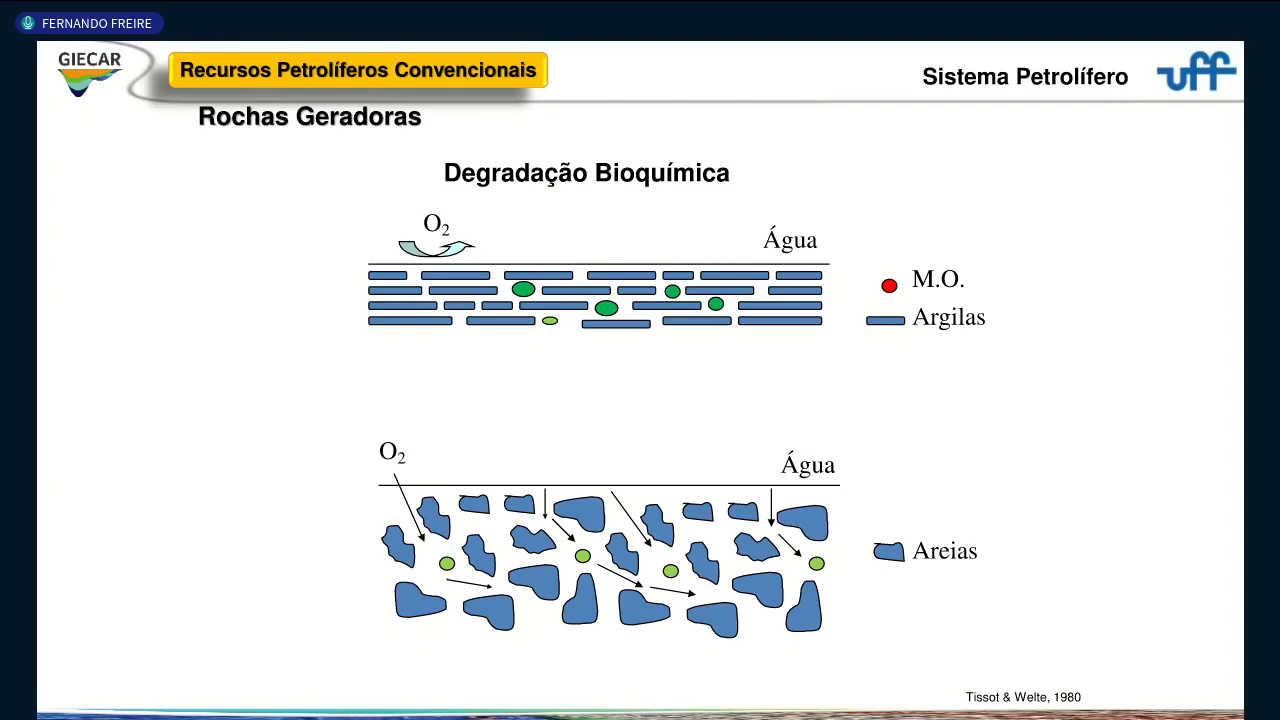 FERNANDO FREIRE
GIECAR
Recursos Petrolíferos Convencionais
Sistema Petrolífero
uff
Rochas Geradoras
Degradação Bioquímica
O₂
Água
M.O.
Argilas
O₂
Água
Areias
Tissot & Welte, 1980